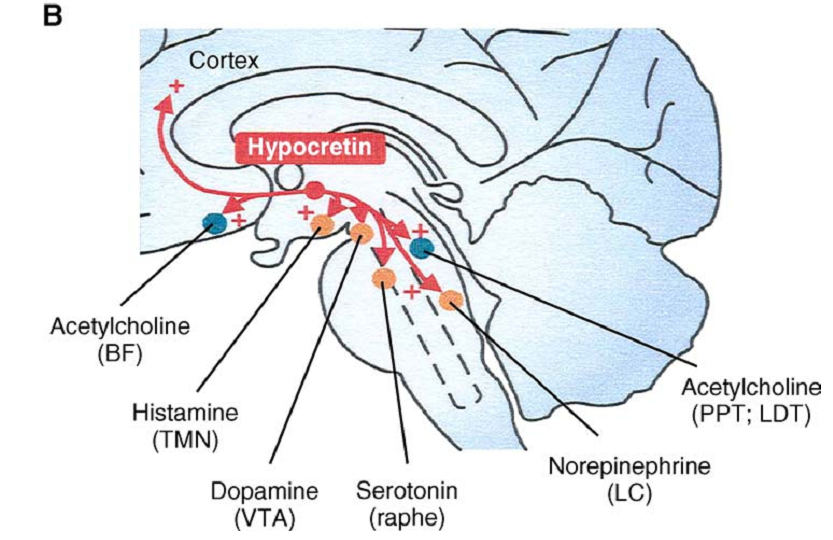 B
Cortex
+
Hypocretin
+
+
+
+
Acetylcholine
(BF)
Histamine
(TMN)
Dopamine
(VTA)
Serotonin
(raphe)
Norepinephrine
(LC)
Acetylcholine
(PPT; LDT)